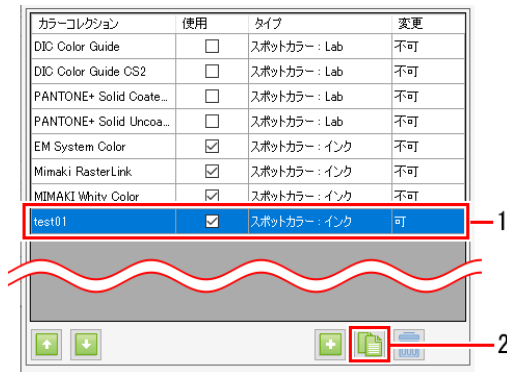 カラーコレクション 使用 タイプ 変更
DIC Color Guide スポットカラー：Lab 不可
DIC Color Guide CS2 スポットカラー：Lab 不可
PANTONE+ Solid Coate... スポットカラー：Lab 不可
PANTONE+ Solid Uncoa... スポットカラー：Lab 不可
EM System Color スポットカラー：インク 不可
Mimaki RasterLink スポットカラー：インク 不可
MIMAKI Whity Color スポットカラー：インク 不可
test01 スポットカラー：インク 可 1
2